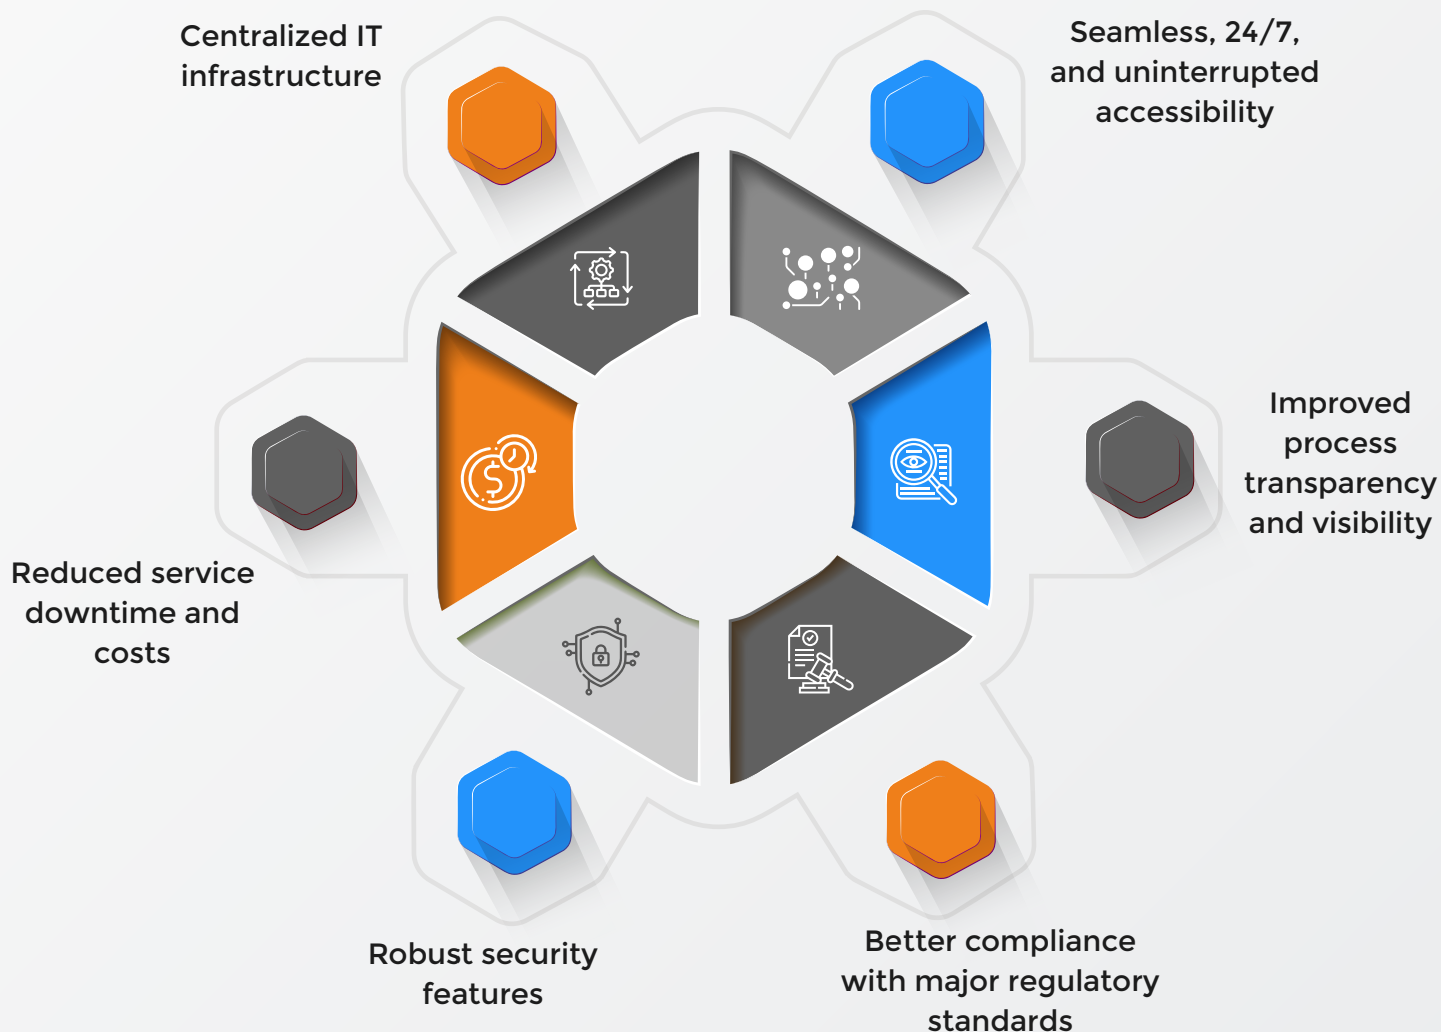 Centralized IT
infrastructure
Seamless, 24/7,
and uninterrupted
accessibility
Improved
process
transparency
and visibility
Reduced service
downtime and
costs
Robust security
features
Better compliance
with major regulatory
standards